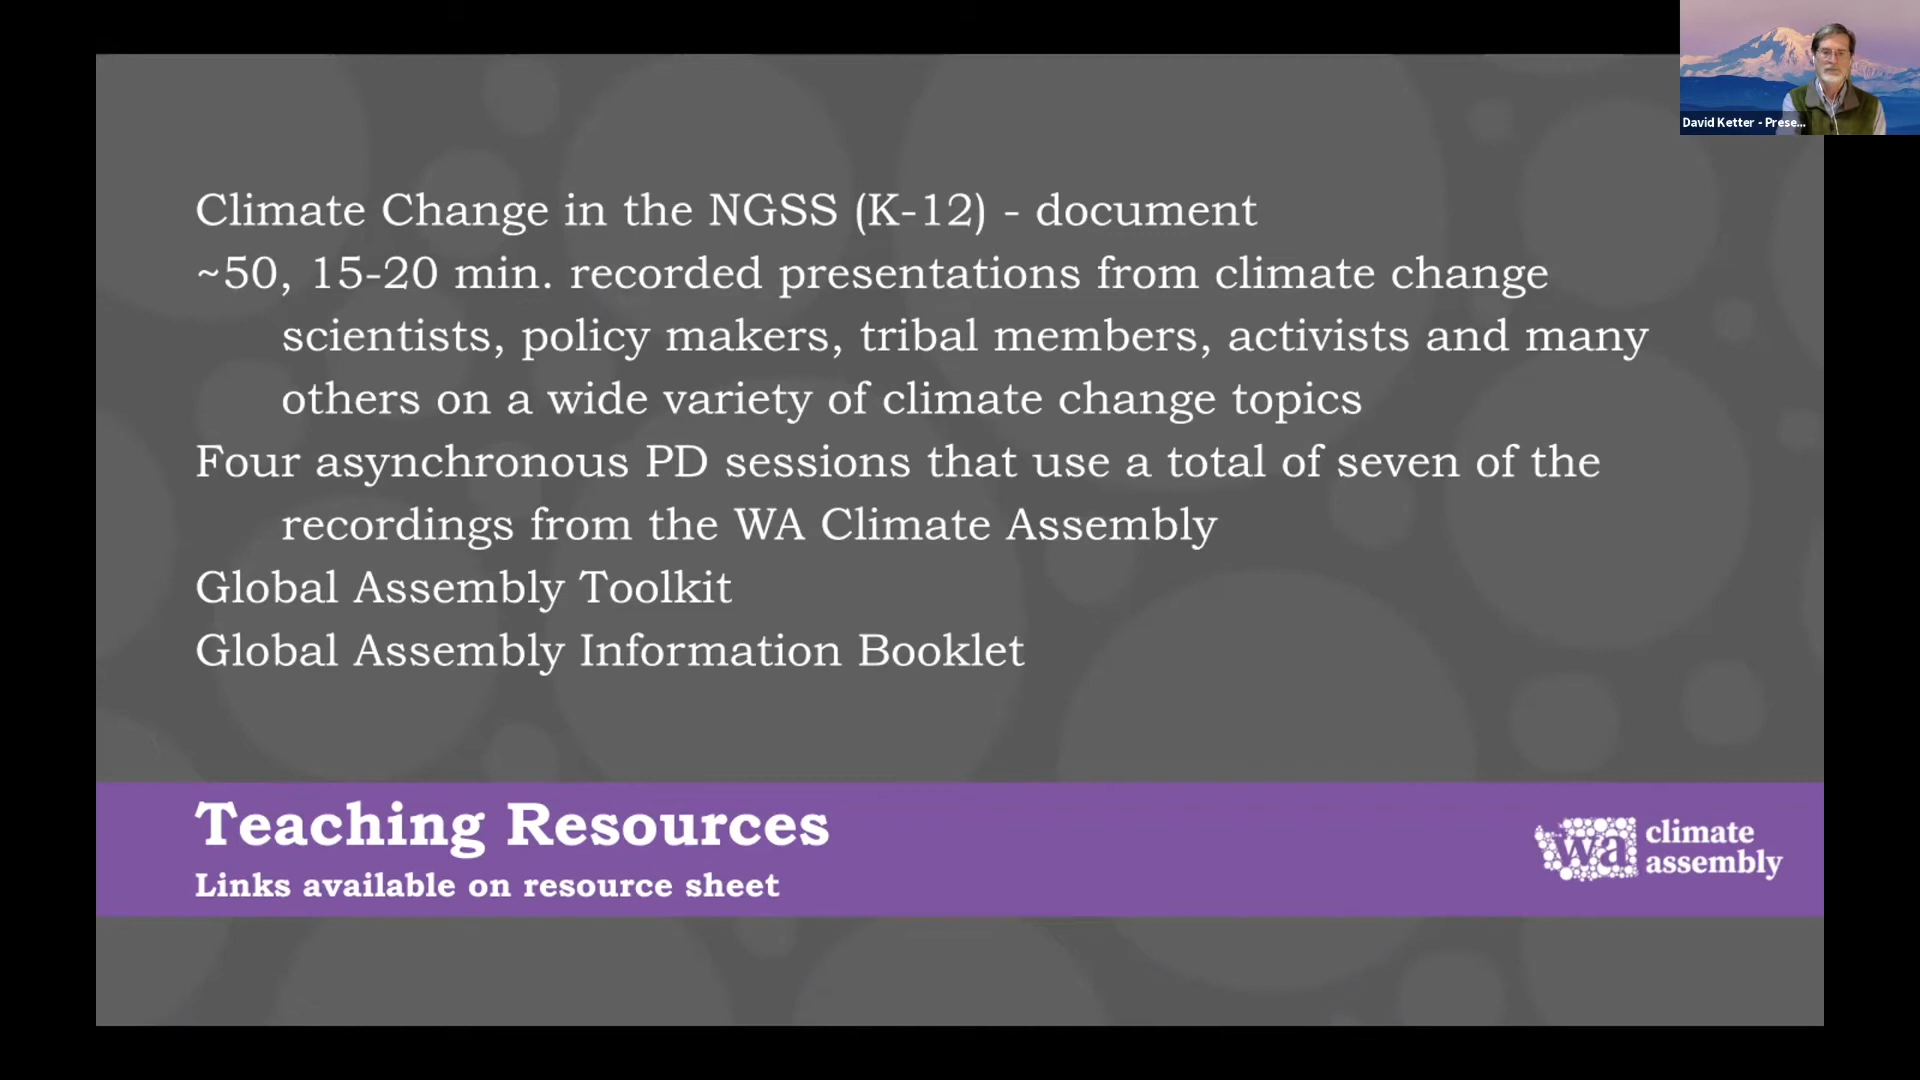 David Ketter - Prese...
Climate Change in the NGSS (K-12) - document
~50, 15-20 min. recorded presentations from climate change
scientists, policy makers, tribal members, activists and many
others on a wide variety of climate change topics
Four asynchronous PD sessions that use a total of seven of the
recordings from the WA Climate Assembly
Global Assembly Toolkit
Global Assembly Information Booklet
Teaching Resources
Links available on resource sheet
wa
climate
assembly